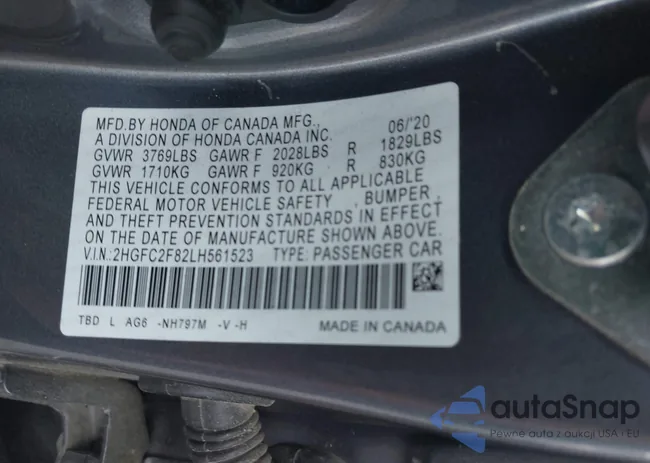 MFD.BY HONDA OF CANADA MFG., 06/'20
A DIVISION OF HONDA CANADA INC.
GVWR 3769LBS GAWR F 2028LBS R 1829LBS
GVWR 1710KG GAWR F 920KG R 830KG
THIS VEHICLE CONFORMS TO ALL APPLICABLE
FEDERAL MOTOR VEHICLE SAFETY , BUMPER ,
AND THEFT PREVENTION STANDARDS IN EFFECT
ON THE DATE OF MANUFACTURE SHOWN ABOVE.
V.I.N.: 2HGFC2F82LH561523 TYPE: PASSENGER CAR
TBD L AG6 -NH797M -V -H MADE IN CANADA
autaSnap
Pewne auta z aukcji USA i EU